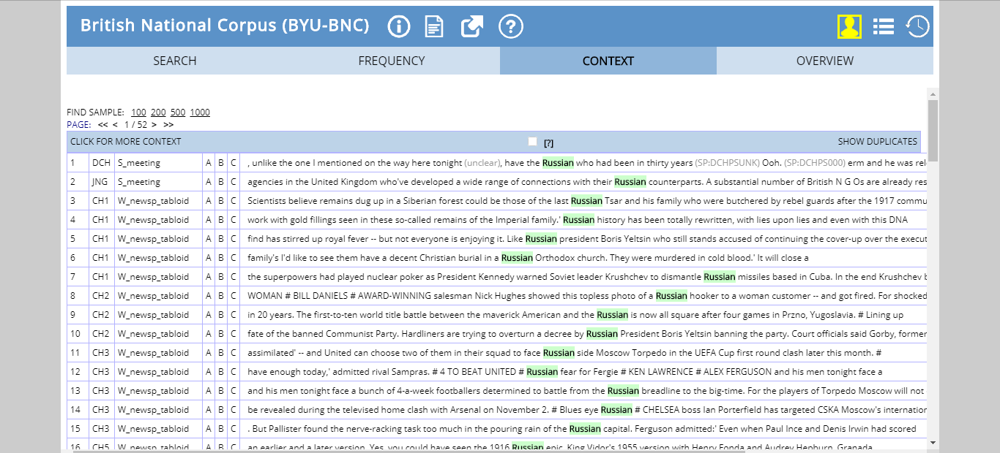 British National Corpus (BYU-BNC)
SEARCH FREQUENCY CONTEXT OVERVIEW
FIND SAMPLE: 100 200 500 1000
PAGE: << < 1 / 52 > >>
CLICK FOR MORE CONTEXT [?] SHOW DUPLICATES
1 DCH S_meeting A B C , unlike the one I mentioned on the way here tonight (unclear), have the Russian who had been in thirty years (SP:DCHPSUNK) Ooh. (SP:DCHPS000) erm and he was rel
2 JNG S_meeting A B C agencies in the United Kingdom who've developed a wide range of connections with their Russian counterparts. A substantial number of British N G Os are already res
3 CH1 W_newsp_tabloid A B C Scientists believe remains dug up in a Siberian forest could be those of the last Russian Tsar and his family who were butchered by rebel guards after the 1917 commu
4 CH1 W_newsp_tabloid A B C work with gold fillings seen in these so-called remains of the Imperial family.' Russian history has been totally rewritten, with lies upon lies and even with this DNA
5 CH1 W_newsp_tabloid A B C find has stirred up royal fever -- but not everyone is enjoying it. Like Russian president Boris Yeltsin who still stands accused of continuing the cover-up over the execut
6 CH1 W_newsp_tabloid A B C family's I'd like to see them have a decent Christian burial in a Russian Orthodox church. They were murdered in cold blood.' It will close a
7 CH1 W_newsp_tabloid A B C the superpowers had played nuclear poker as President Kennedy warned Soviet leader Krushchev to dismantle Russian missiles based in Cuba. In the end Krushchev b
8 CH2 W_newsp_tabloid A B C WOMAN # BILL DANIELS # AWARD-WINNING salesman Nick Hughes showed this topless photo of a Russian hooker to a woman customer -- and got fired. For shocked
9 CH2 W_newsp_tabloid A B C in 20 years. The first-to-ten world title battle between the maverick American and the Russian is now all square after four games in Przno, Yugoslavia. # Lining up
10 CH2 W_newsp_tabloid A B C fate of the banned Communist Party. Hardliners are trying to overturn a decree by Russian President Boris Yeltsin banning the party. Court officials said Gorby, former
11 CH3 W_newsp_tabloid A B C assimilated' -- and United can choose two of them in their squad to face Russian side Moscow Torpedo in the UEFA Cup first round clash later this month. #
12 CH3 W_newsp_tabloid A B C have enough today,' admitted rival Sampras. # 4 TO BEAT UNITED # Russian fear for Fergie # KEN LAWRENCE # ALEX FERGUSON and his men tonight face a
13 CH3 W_newsp_tabloid A B C and his men tonight face a bunch of 4-a-week footballers determined to battle from the Russian breadline to the big-time. For the players of Torpedo Moscow will not
14 CH3 W_newsp_tabloid A B C be revealed during the televised home clash with Arsenal on November 2. # Blues eye Russian # CHELSEA boss Ian Porterfield has targeted CSKA Moscow's internation
15 CH3 W_newsp_tabloid A B C . But Pallister found the nerve-racking task too much in the pouring rain of the Russian capital. Ferguson admitted:' Even when Paul Ince and Denis Irwin had scored
16 CH5 W_newsp_tabloid A B C an earlier and a later version. Yes, you could have seen the 1916 Russian epic, King Vidor's 1955 version with Henry Fonda and Audrey Hepburn, Granada